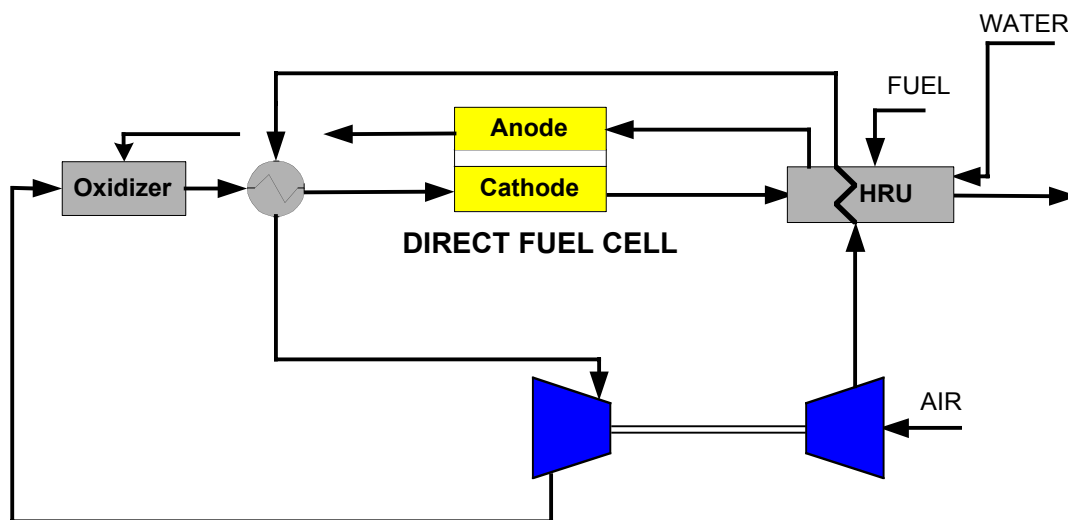 WATER
FUEL
Anode
Oxidizer
Cathode
HRU
DIRECT FUEL CELL
AIR